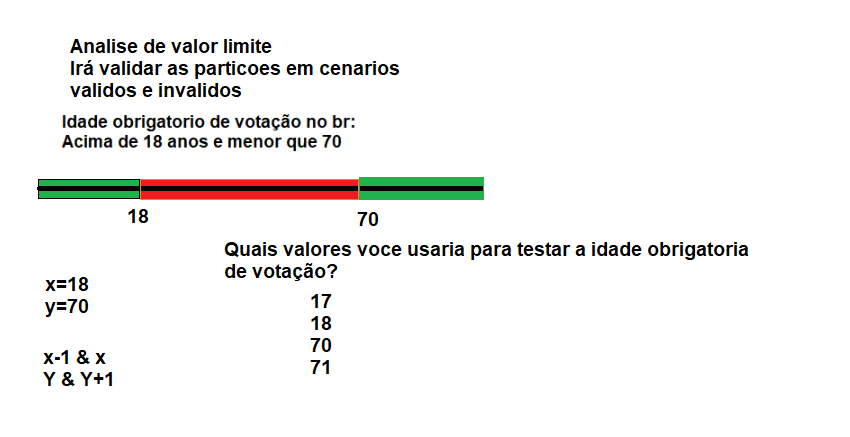 Analise de valor limite
Irá validar as particoes em cenarios
validos e invalidos
Idade obrigatorio de votação no br:
Acima de 18 anos e menor que 70
18
70
Quais valores voce usaria para testar a idade obrigatoria
de votação?
x=18
y=70
17
18
70
71
x-1 & x
Y & Y+1